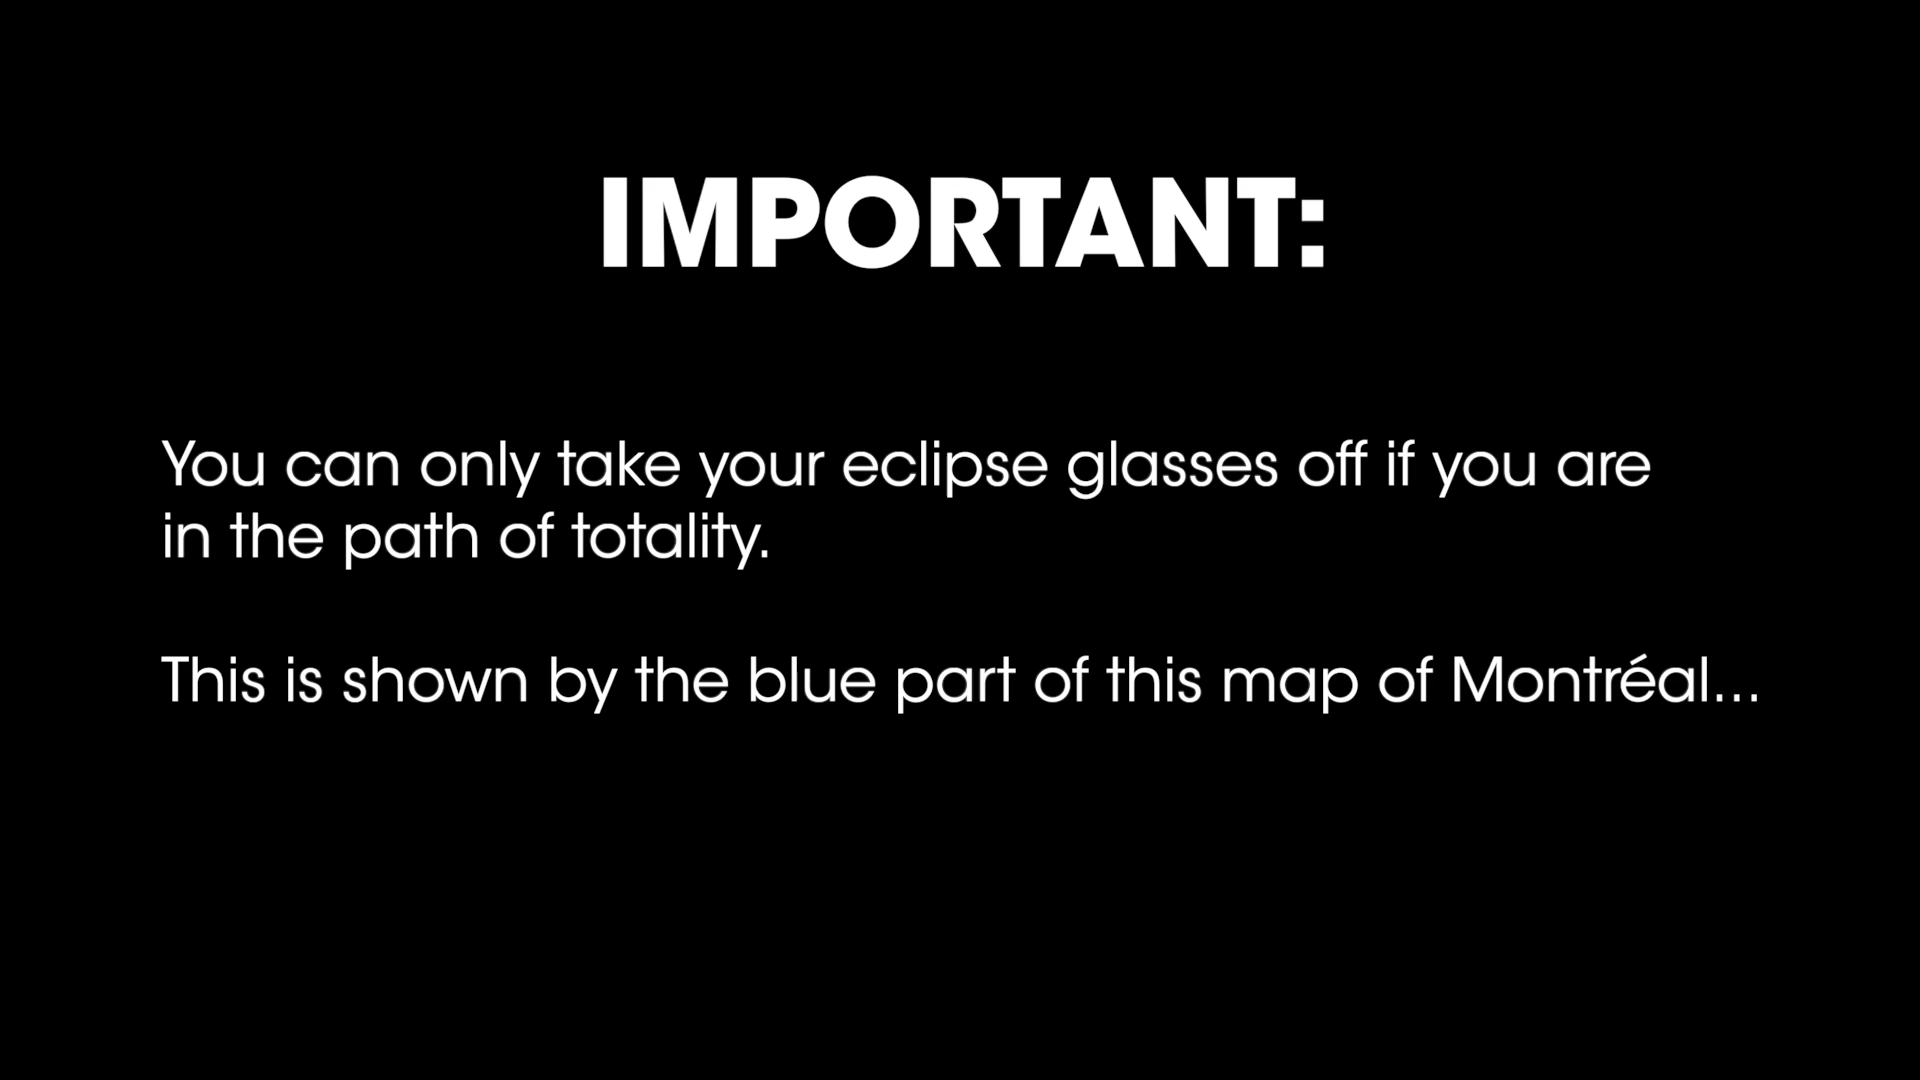 IMPORTANT:
You can only take your eclipse glasses off if you are
in the path of totality.
This is shown by the blue part of this map of Montréal...